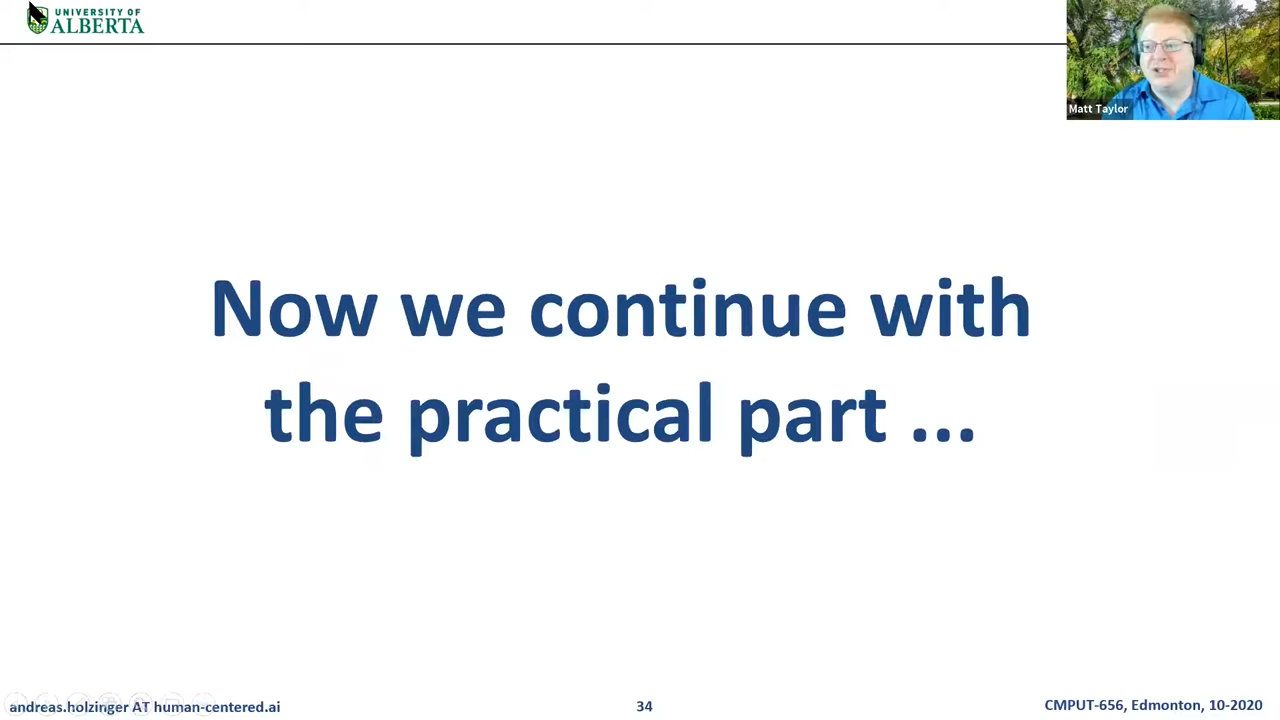 UNIVERSITY OF
ALBERTA
Matt Taylor
Now we continue with
the practical part ...
andreas.holzinger AT human-centered.ai
34
CMPUT-656, Edmonton, 10-2020